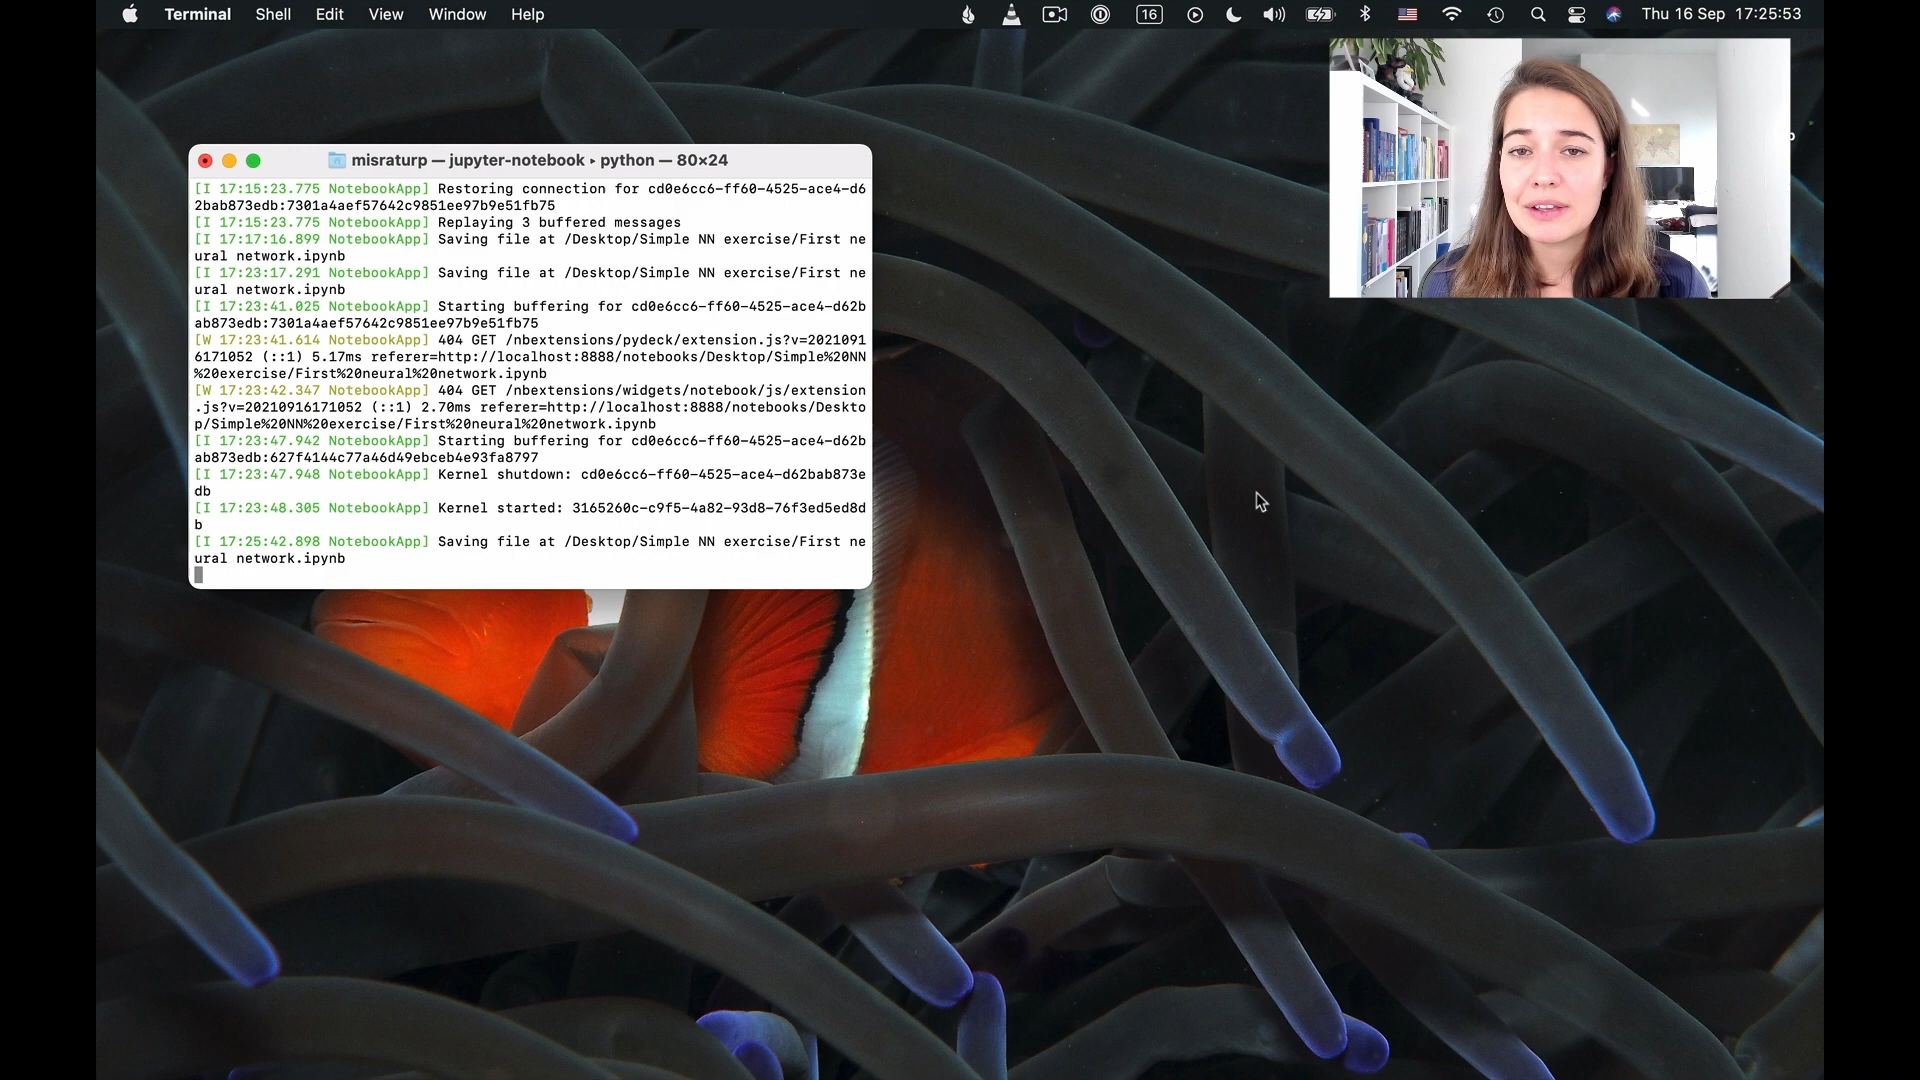 Terminal Shell Edit View Window Help 16 Thu 16 Sep 17:25:53
misraturp — jupyter-notebook ▸ python — 80×24
[I 17:15:23.775 NotebookApp] Restoring connection for cd0e6cc6-ff60-4525-ace4-d6
2bab873edb:7301a4aef57642c9851ee97b9e51fb75
[I 17:15:23.775 NotebookApp] Replaying 3 buffered messages
[I 17:17:16.899 NotebookApp] Saving file at /Desktop/Simple NN exercise/First ne
ural network.ipynb
[I 17:23:17.291 NotebookApp] Saving file at /Desktop/Simple NN exercise/First ne
ural network.ipynb
[I 17:23:41.025 NotebookApp] Starting buffering for cd0e6cc6-ff60-4525-ace4-d62b
ab873edb:7301a4aef57642c9851ee97b9e51fb75
[W 17:23:41.614 NotebookApp] 404 GET /nbextensions/pydeck/extension.js?v=2021091
6171052 (::1) 5.17ms referer=http://localhost:8888/notebooks/Desktop/Simple%20NN
%20exercise/First%20neural%20network.ipynb
[W 17:23:42.347 NotebookApp] 404 GET /nbextensions/widgets/notebook/js/extension
.js?v=20210916171052 (::1) 2.70ms referer=http://localhost:8888/notebooks/Deskto
p/Simple%20NN%20exercise/First%20neural%20network.ipynb
[I 17:23:47.942 NotebookApp] Starting buffering for cd0e6cc6-ff60-4525-ace4-d62b
ab873edb:627f4144c77a46d49ebceb4e93fa8797
[I 17:23:47.948 NotebookApp] Kernel shutdown: cd0e6cc6-ff60-4525-ace4-d62bab873e
db
[I 17:23:48.305 NotebookApp] Kernel started: 3165260c-c9f5-4a82-93d8-76f3ed5ed8d
b
[I 17:25:42.898 NotebookApp] Saving file at /Desktop/Simple NN exercise/First ne
ural network.ipynb